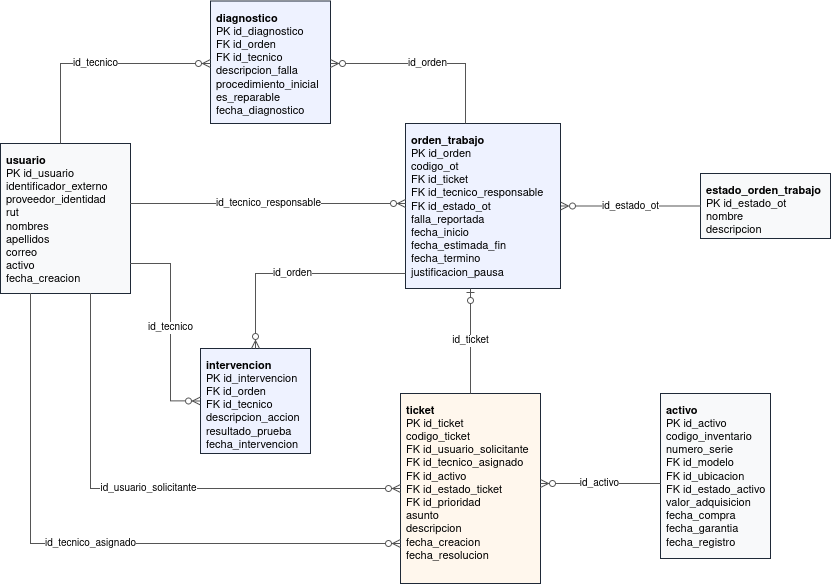 diagnostico
PK id_diagnostico
FK id_orden
FK id_tecnico
descripcion_falla
procedimiento_inicial
es_reparable
fecha_diagnostico
id_tecnico
id_orden
usuario
PK id_usuario
identificador_externo
proveedor_identidad
rut
nombres
apellidos
correo
activo
fecha_creacion
id_tecnico_responsable
orden_trabajo
PK id_orden
codigo_ot
FK id_ticket
FK id_tecnico_responsable
FK id_estado_ot
falla_reportada
fecha_inicio
fecha_estimada_fin
fecha_termino
justificacion_pausa
id_estado_ot
estado_orden_trabajo
PK id_estado_ot
nombre
descripcion
id_orden
id_tecnico
id_ticket
intervencion
PK id_intervencion
FK id_orden
FK id_tecnico
descripcion_accion
resultado_prueba
fecha_intervencion
ticket
PK id_ticket
codigo_ticket
FK id_usuario_solicitante
FK id_tecnico_asignado
FK id_activo
FK id_estado_ticket
FK id_prioridad
asunto
descripcion
fecha_creacion
fecha_resolucion
id_usuario_solicitante
id_tecnico_asignado
id_activo
activo
PK id_activo
codigo_inventario
numero_serie
FK id_modelo
FK id_ubicacion
FK id_estado_activo
valor_adquisicion
fecha_compra
fecha_garantia
fecha_registro